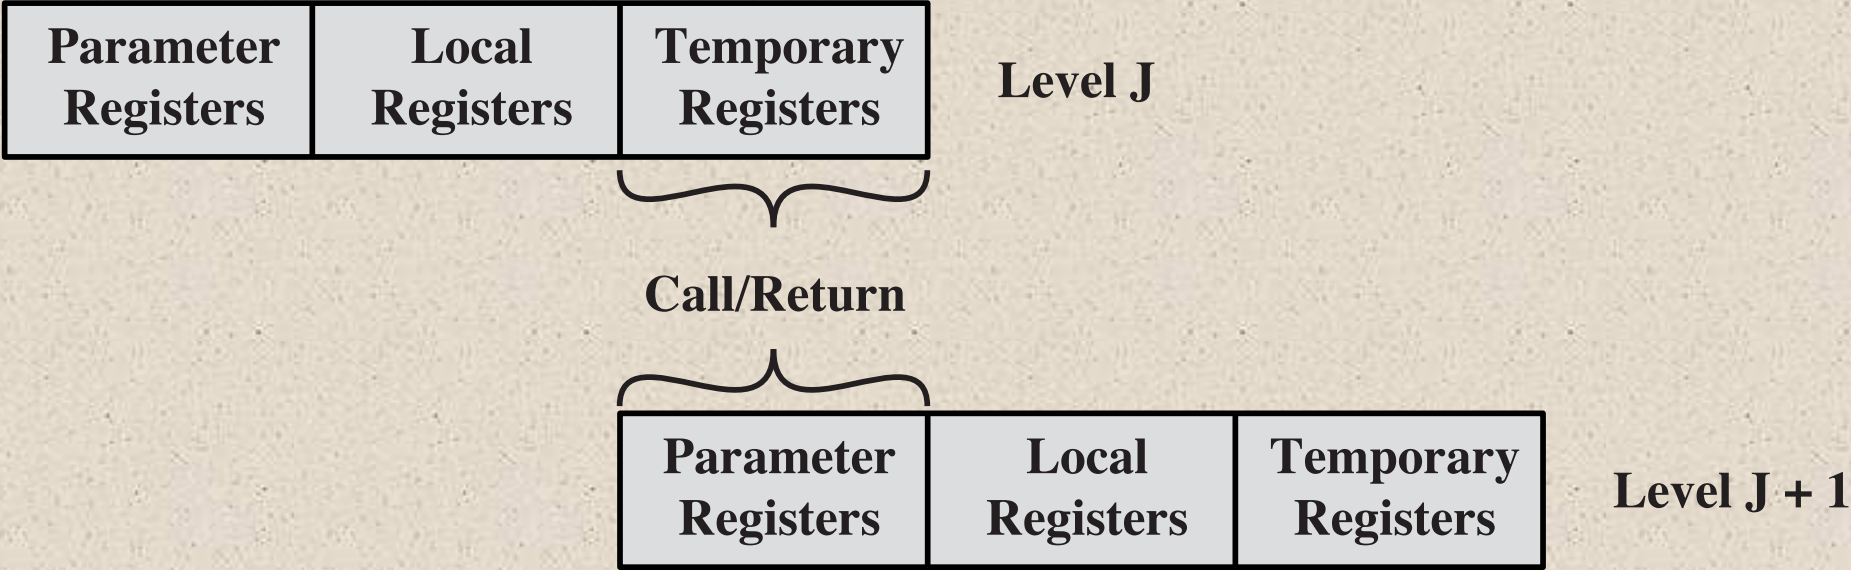 Parameter
Registers
Local
Registers
Temporary
Registers
Level J
Call/Return
Parameter
Registers
Local
Registers
Temporary
Registers
Level J + 1